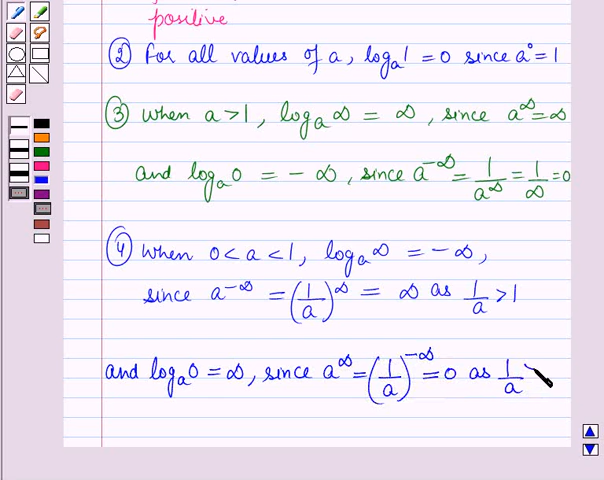 positive
② For all values of a, logₐ1 = 0 since a⁰ = 1
③ When a > 1, logₐ∞ = ∞, since a^∞ = ∞
and logₐ0 = -∞, since a^-∞ = 1/a^∞ = 1/∞ = 0
④ When 0 < a < 1, logₐ∞ = -∞,
since a^-∞ = (1/a)^∞ = ∞ as 1/a > 1
and logₐ0 = ∞, since a^∞ = (1/a)^-∞ = 0 as 1/a